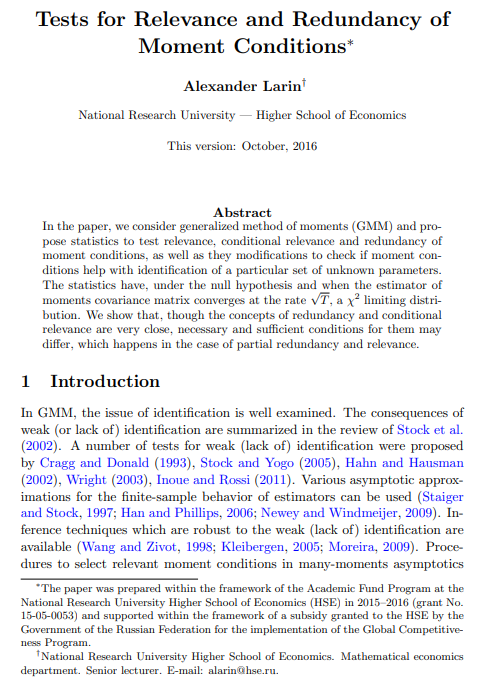 Tests for Relevance and Redundancy of
Moment Conditions*
Alexander Larin†
National Research University — Higher School of Economics
This version: October, 2016
Abstract
In the paper, we consider generalized method of moments (GMM) and pro-
pose statistics to test relevance, conditional relevance and redundancy of
moment conditions, as well as they modifications to check if moment con-
ditions help with identification of a particular set of unknown parameters.
The statistics have, under the null hypothesis and when the estimator of
moments covariance matrix converges at the rate √T, a χ² limiting distri-
bution. We show that, though the concepts of redundancy and conditional
relevance are very close, necessary and sufficient conditions for them may
differ, which happens in the case of partial redundancy and relevance.
1 Introduction
In GMM, the issue of identification is well examined. The consequences of
weak (or lack of) identification are summarized in the review of Stock et al.
(2002). A number of tests for weak (lack of) identification were proposed
by Cragg and Donald (1993), Stock and Yogo (2005), Hahn and Hausman
(2002), Wright (2003), Inoue and Rossi (2011). Various asymptotic approx-
imations for the finite-sample behavior of estimators can be used (Staiger
and Stock, 1997; Han and Phillips, 2006; Newey and Windmeijer, 2009). In-
ference techniques which are robust to the weak (lack of) identification are
available (Wang and Zivot, 1998; Kleibergen, 2005; Moreira, 2009). Proce-
dures to select relevant moment conditions in many-moments asymptotics
*The paper was prepared within the framework of the Academic Fund Program at the
National Research University Higher School of Economics (HSE) in 2015–2016 (grant No.
15-05-0053) and supported within the framework of a subsidy granted to the HSE by the
Government of the Russian Federation for the implementation of the Global Competitive-
ness Program.
†National Research University Higher School of Economics. Mathematical economics
department. Senior lecturer. E-mail: alarin@hse.ru.